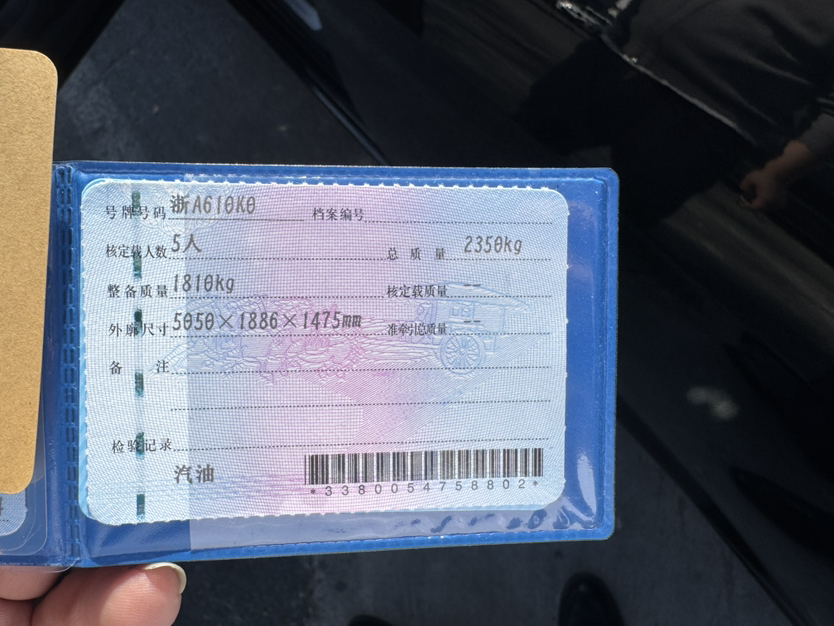 号牌号码 浙A610K0 档案编号
核定载人数 5人 总质量 2350kg
整备质量 1810kg 核定载质量 --
外廓尺寸 5050×1886×1475mm 准牵引总质量 --
备注
检验记录
汽油
*3380054758802*